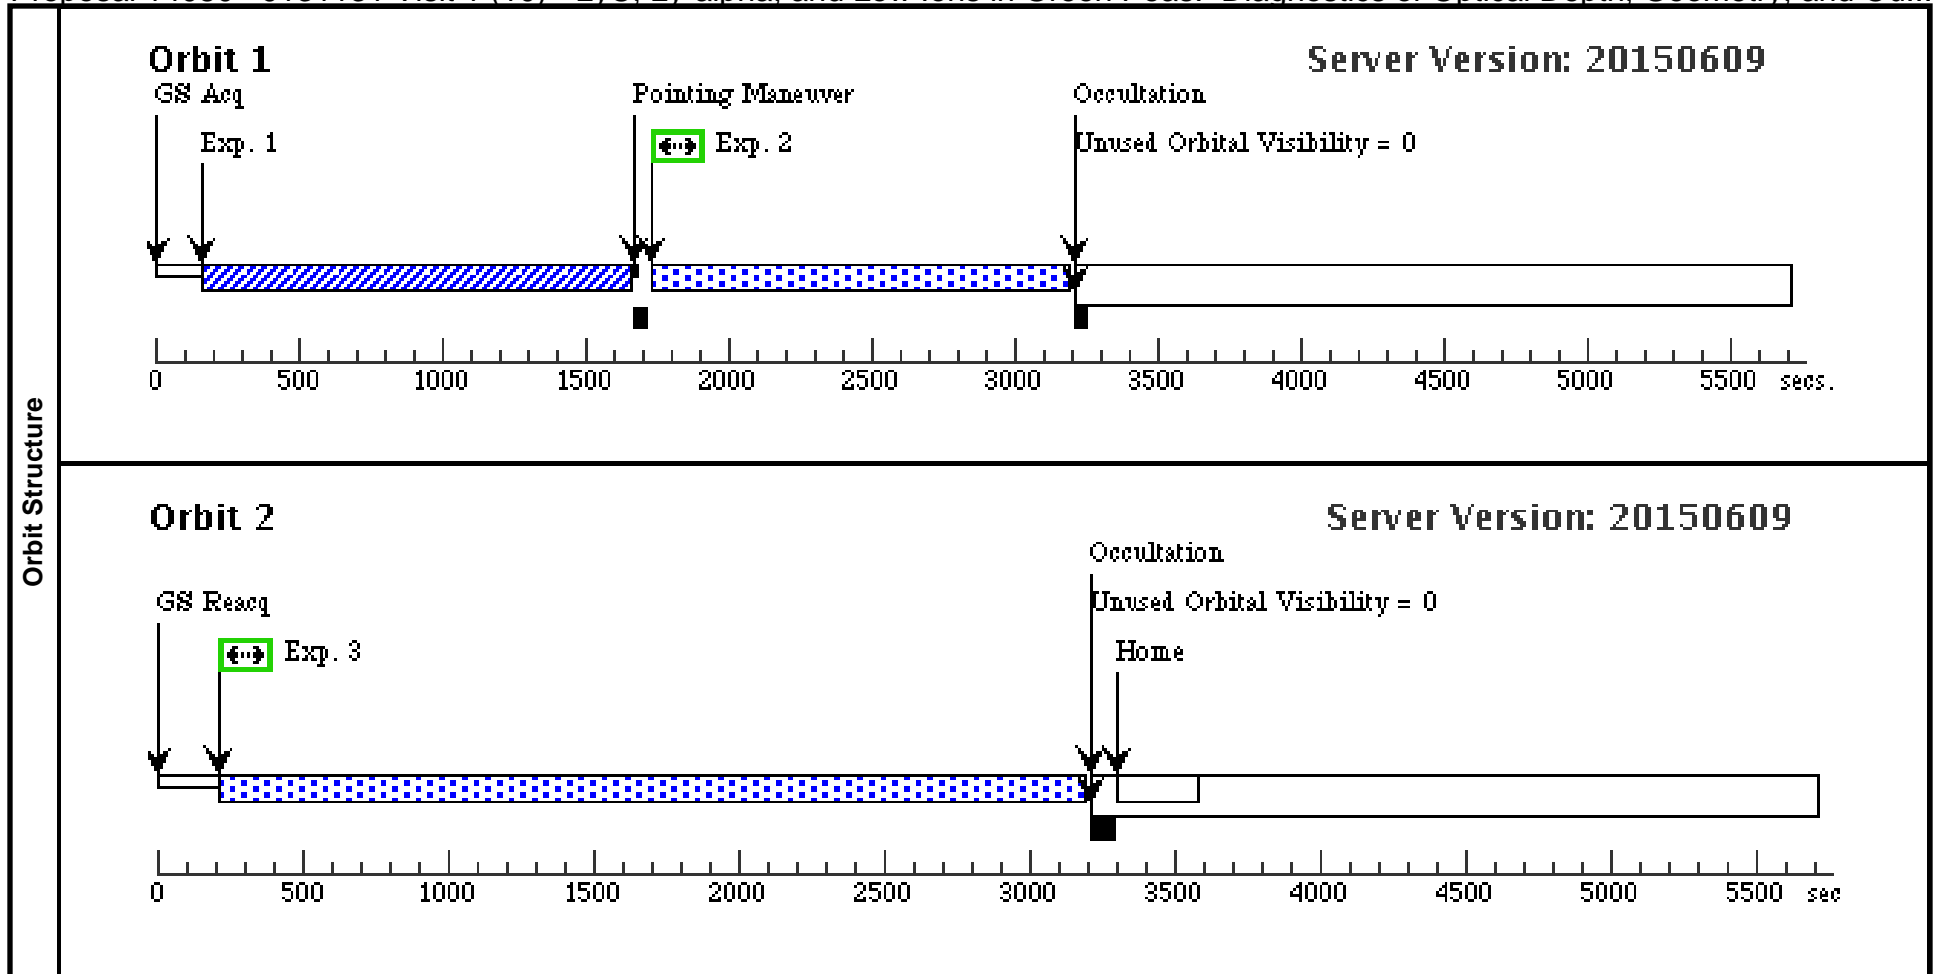 Orbit Structure
Orbit 1
Server Version: 20150609
GS Acq
Pointing Maneuver
Occultation
Exp. 1
Exp. 2
Unused Orbital Visibility = 0
0 500 1000 1500 2000 2500 3000 3500 4000 4500 5000 5500 secs.
Orbit 2
Server Version: 20150609
Occultation
GS Reacq
Unused Orbital Visibility = 0
Exp. 3
Home
0 500 1000 1500 2000 2500 3000 3500 4000 4500 5000 5500 sec